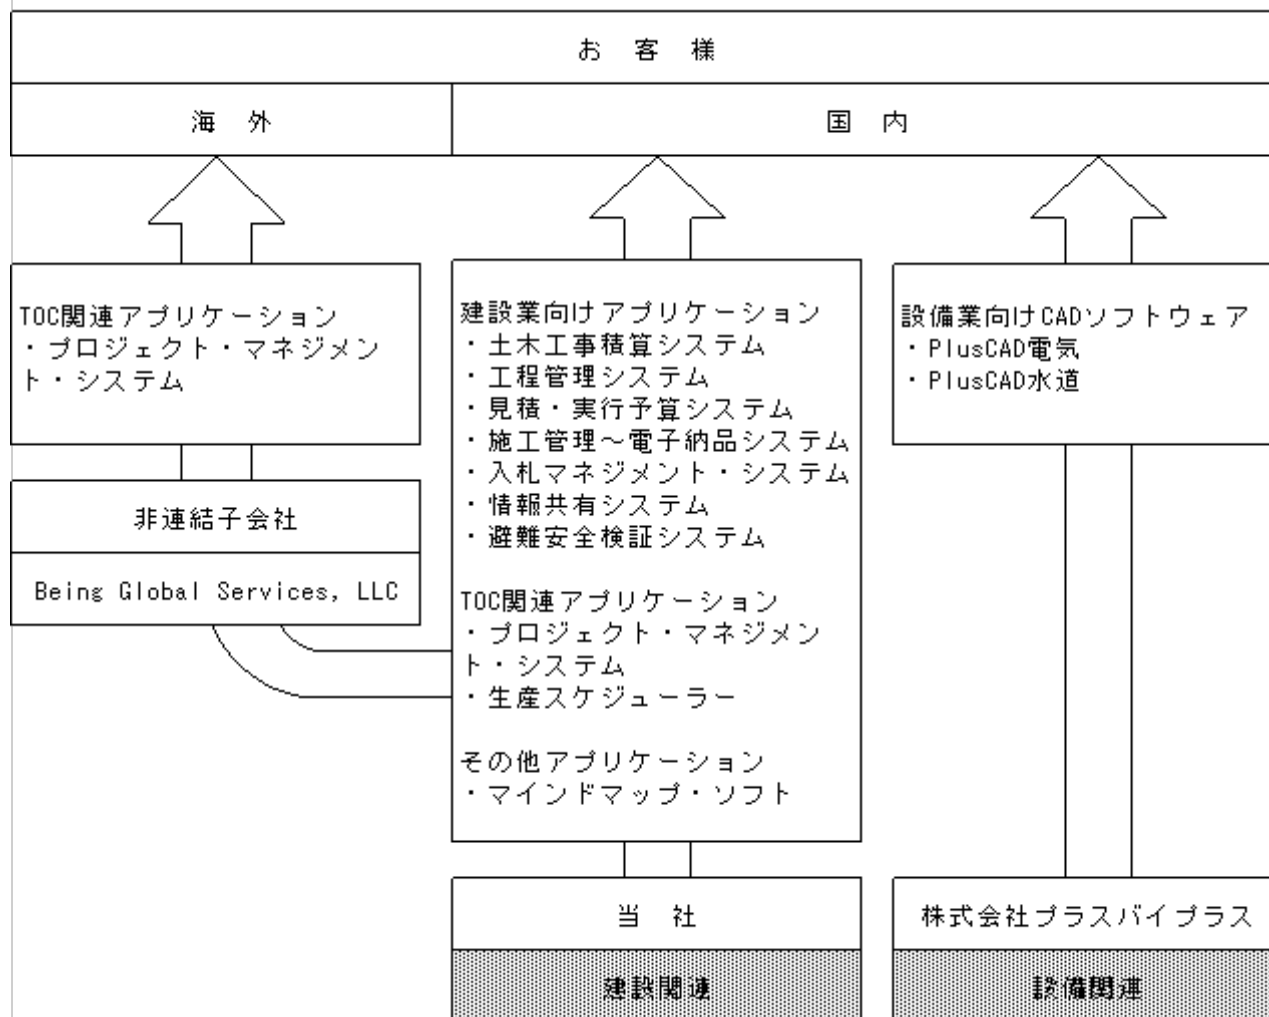 お 客 様
海 外
国 内
TOC関連アプリケーション
・プロジェクト・マネジメン
ト・システム
非連結子会社
Being Global Services, LLC
建設業向けアプリケーション
・土木工事積算システム
・工程管理システム
・見積・実行予算システム
・施工管理～電子納品システム
・入札マネジメント・システム
・情報共有システム
・避難安全検証システム
TOC関連アプリケーション
・プロジェクト・マネジメン
ト・システム
・生産スケジューラー
その他アプリケーション
・マインドマップ・ソフト
当 社
建設関連
設備業向けCADソフトウェア
・PlusCAD電気
・PlusCAD水道
株式会社プラスバイプラス
設備関連